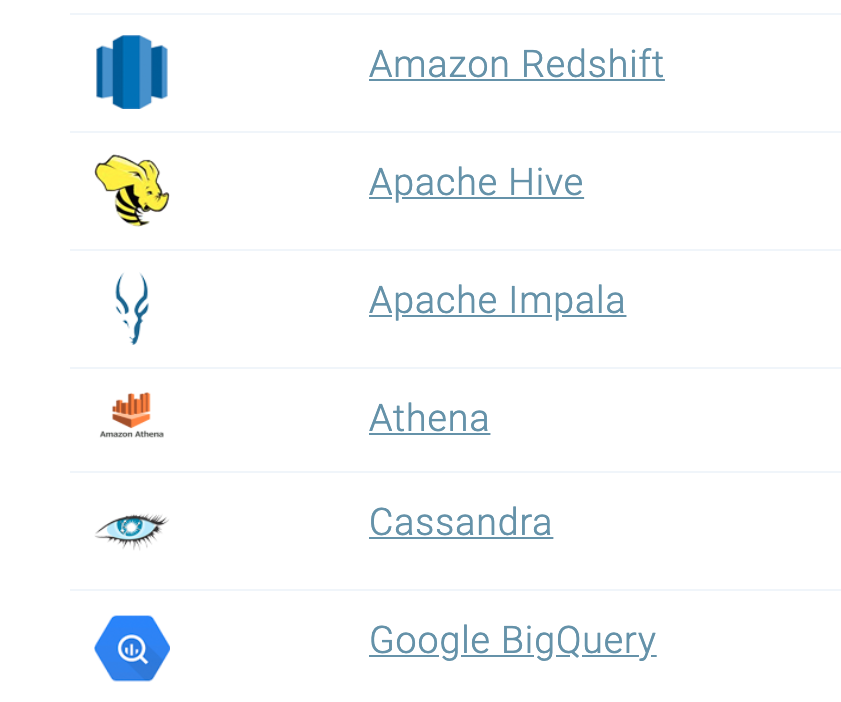 Amazon Redshift
Apache Hive
Apache Impala
Amazon Athena
Athena
Cassandra
Google BigQuery